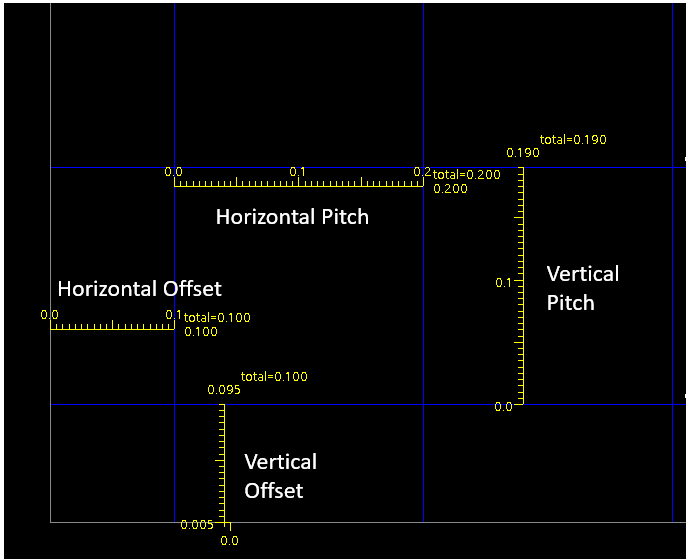 total=0.190
0.190
0.0 0.1 0.2
total=0.200
0.200
Horizontal Pitch
Vertical
Pitch
0.1
Horizontal Offset
0.0 0.1
total=0.100
0.100
total=0.100
0.095
0.0
Vertical
Offset
0.005
0.0